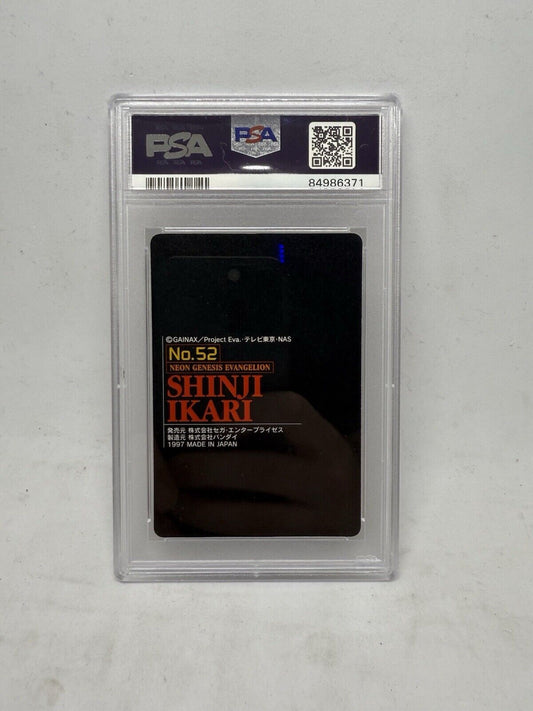 PSA
PSA
84986371
©GAINAX／Project Eva.・テレビ東京・NAS
No.52
NEON GENESIS EVANGELION
SHINJI
IKARI
発売元 株式会社セガ・エンタープライゼス
製造元 株式会社バンダイ
1997 MADE IN JAPAN